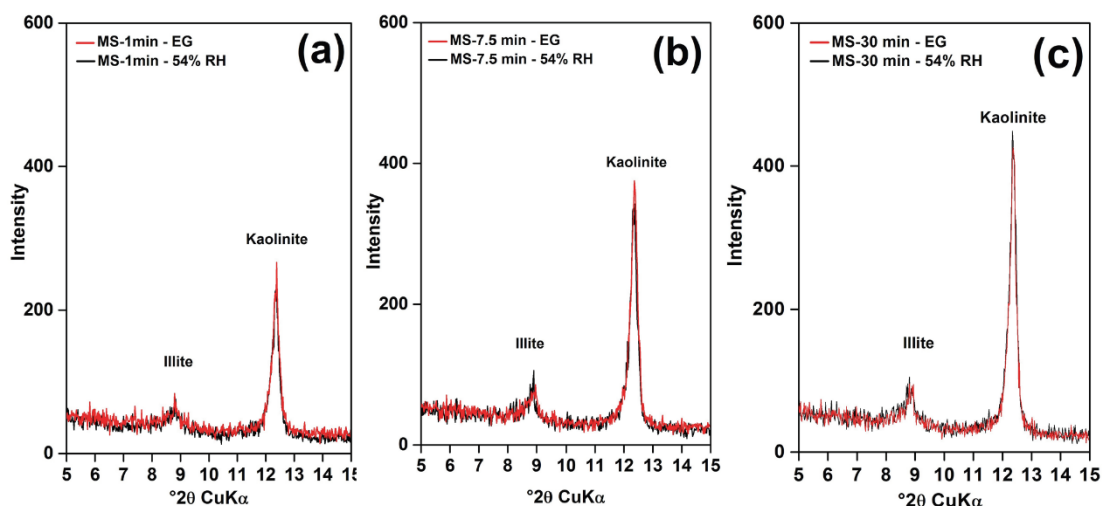 600
MS-1min - EG
MS-1min - 54% RH
(a)
400
Intensity
Kaolinite
200
Illite
0
5 6 7 8 9 10 11 12 13 14 15
°2θ CuKα
600
MS-7.5 min - EG
MS-7.5 min - 54% RH
(b)
400
Intensity
Kaolinite
200
Illite
0
5 6 7 8 9 10 11 12 13 14 15
°2θ CuKα
600
MS-30 min - EG
MS-30 min - 54% RH
(c)
Kaolinite
400
Intensity
200
Illite
0
5 6 7 8 9 10 11 12 13 14 15
°2θ CuKα